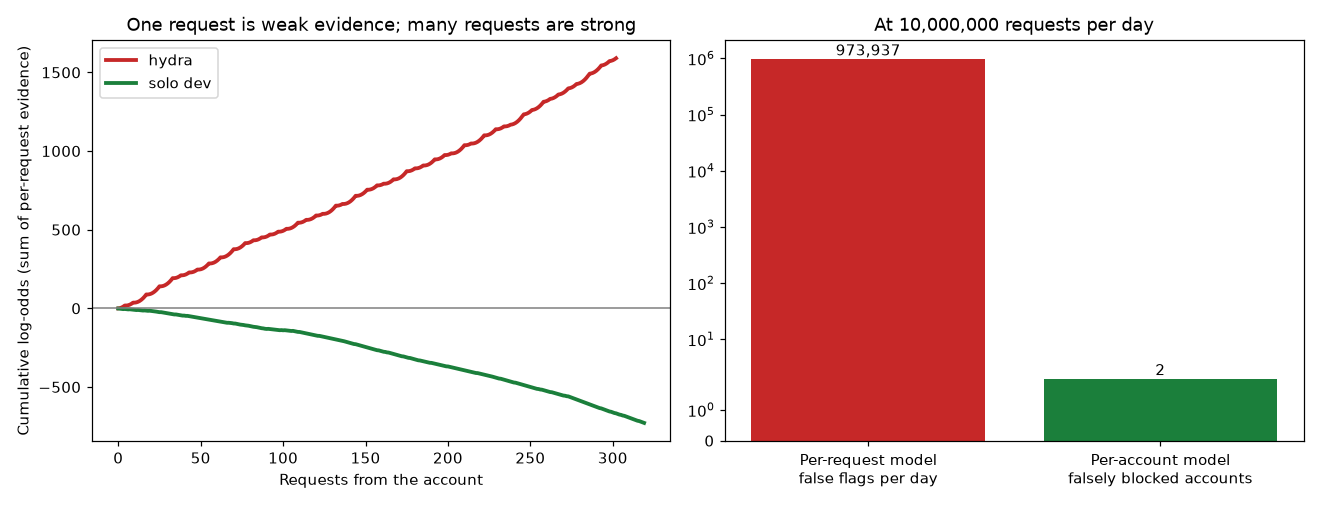 One request is weak evidence; many requests are strong
hydra
solo dev
Cumulative log-odds (sum of per-request evidence)
1500
1000
500
0
−500
0
50
100
150
200
250
300
Requests from the account
At 10,000,000 requests per day
973,937
2
10⁶
10⁵
10⁴
10³
10²
10¹
10⁰
0
Per-request model
false flags per day
Per-account model
falsely blocked accounts